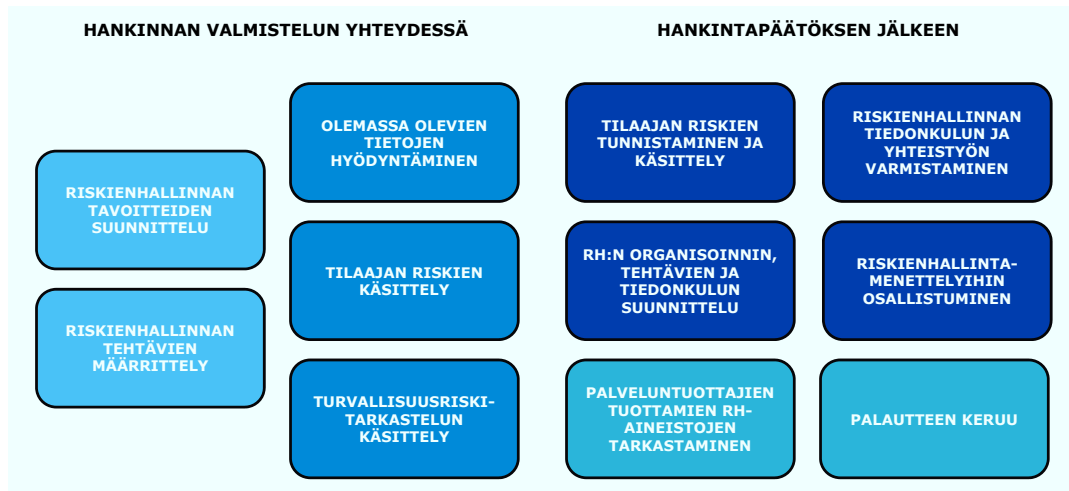 HANKINNAN VALMISTELUN YHTEYDESSÄ
RISKIENHALLINNAN
TAVOITTEIDEN
SUUNNITTELU
RISKIENHALLINNAN
TEHTÄVIEN
MÄÄRRITTELY
OLEMASSA OLEVIEN
TIETOJEN
HYÖDYNTÄMINEN
TILAAJAN RISKIEN
KÄSITTELY
TURVALLISUUSRISKI-
TARKASTELUN
KÄSITTELY
HANKINTAPÄÄTÖKSEN JÄLKEEN
TILAAJAN RISKIEN
TUNNISTAMINEN JA
KÄSITTELY
RH:N ORGANISOINNIN,
TEHTÄVIEN JA
TIEDONKULUN
SUUNNITTELU
PALVELUNTUOTTAJIEN
TUOTTAMIEN RH-
AINEISTOJEN
TARKASTAMINEN
RISKIENHALLINNAN
TIEDONKULUN JA
YHTEISTYÖN
VARMISTAMINEN
RISKIENHALLINTA-
MENETTELYIHIN
OSALLISTUMINEN
PALAUTTEEN KERUU